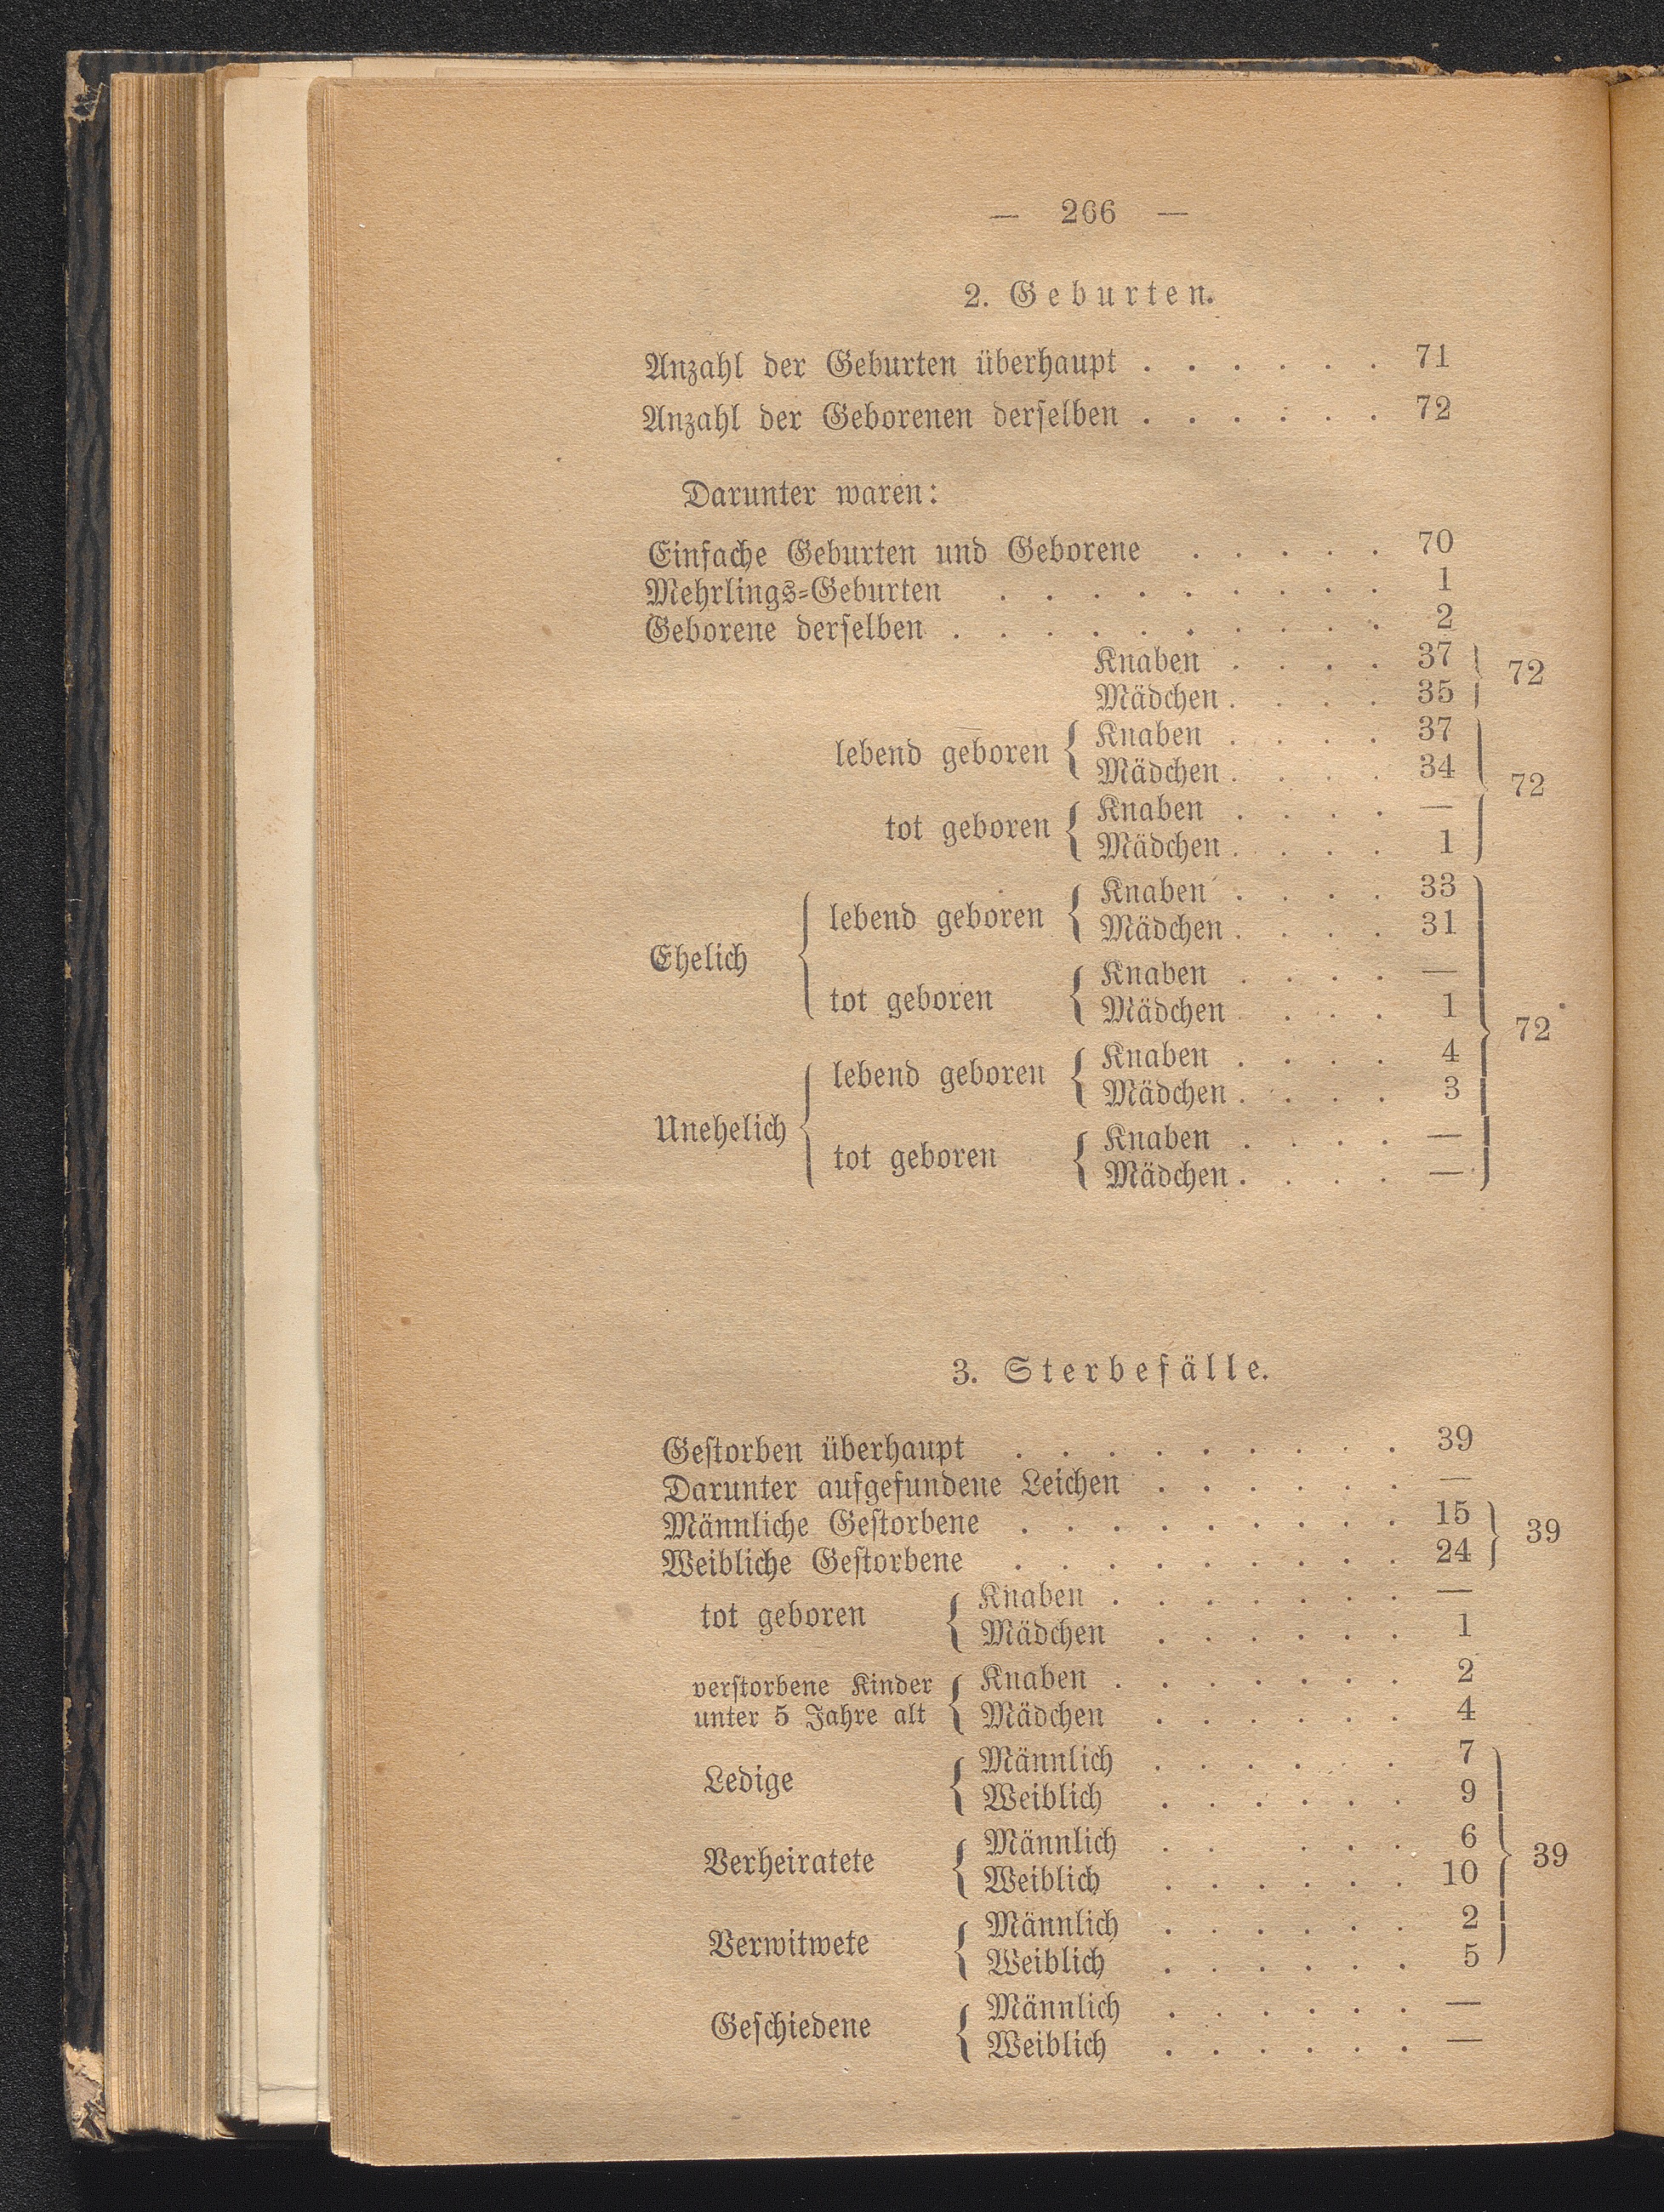 — 266 —
2. Geburten.
Anzahl der Geburten überhaupt . . . . . . 71
Anzahl der Geborenen derselben . . . . . . 72
Darunter waren:
Einfache Geburten und Geborene . . . . . 70
Mehrlings-Geburten . . . . . . . . . 1
Geborene derselben . . . . . . . . . . 2
Knaben . . . . 37
72
Mädchen . . . . 35
Knaben . . . . 37
lebend geboren
Mädchen . . . . 34
72
Knaben . . . . —
tot geboren
Mädchen . . . . 1
Knaben . . . . 33
lebend geboren
Mädchen . . . . 31
Ehelich
Knaben . . . . —
tot geboren
Mädchen . . . . 1
72
Knaben . . . . 4
lebend geboren
Mädchen . . . . 3
Unehelich
Knaben . . . . —
tot geboren
Mädchen . . . . —
3. Sterbefälle.
Gestorben überhaupt . . . . . . . . . 39
Darunter aufgefundene Leichen . . . . . . —
Männliche Gestorbene . . . . . . . . . 15
39
Weibliche Gestorbene . . . . . . . . . 24
Knaben . . . . . . . —
tot geboren
Mädchen . . . . . . 1
Knaben . . . . . . . 2
verstorbene Kinder
unter 5 Jahre alt
Mädchen . . . . . . 4
Männlich . . . . . . 7
Ledige
Weiblich . . . . . . 9
Männlich . . . . . . 6
Verheiratete
39
Weiblich . . . . . . 10
Männlich . . . . . . 2
Verwitwete
Weiblich . . . . . . 5
Männlich . . . . . . —
Geschiedene
Weiblich . . . . . . —